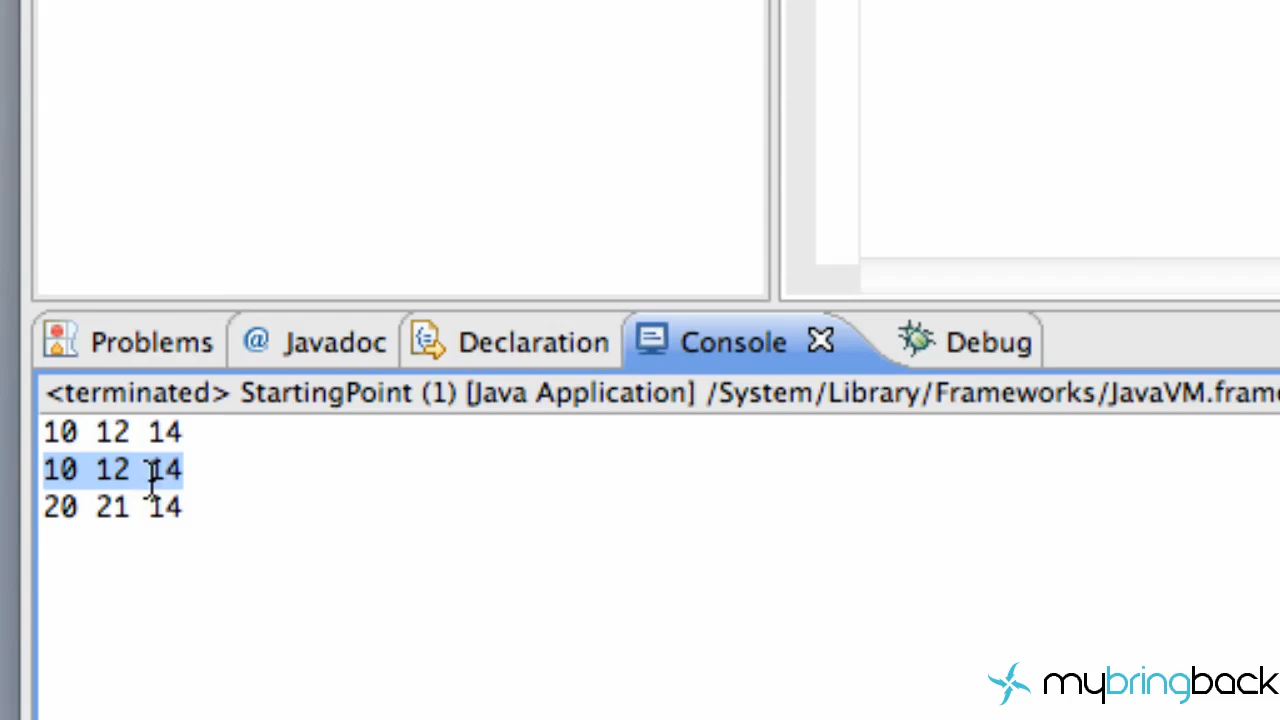 Problems @ Javadoc Declaration Console Debug
<terminated> StartingPoint (1) [Java Application] /System/Library/Frameworks/JavaVM.frame
10 12 14
10 12 14
20 21 14
mybringback